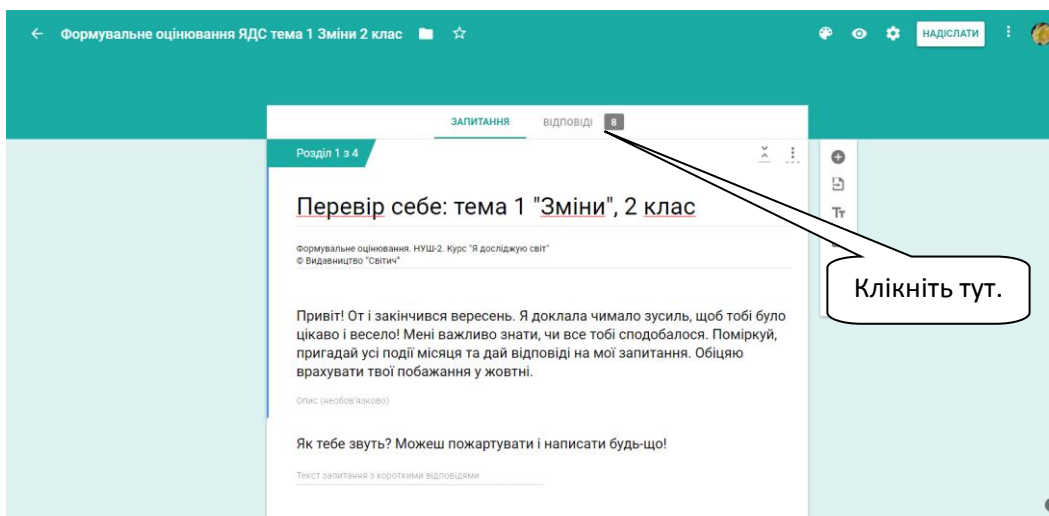 Формувальне оцінювання ЯДС тема 1 Зміни 2 клас
НАДІСЛАТИ
ЗАПИТАННЯ ВІДПОВІДІ 8
Розділ 1 з 4
Перевір себе: тема 1 "Зміни", 2 клас
Тт
Формувальне оцінювання. НУШ-2. Курс "Я досліджую світ"
© Видавництво "Світич"
Клікніть тут.
Привіт! От і закінчився вересень. Я доклала чимало зусиль, щоб тобі було
цікаво і весело! Мені важливо знати, чи все тобі сподобалося. Поміркуй,
пригадай усі події місяця та дай відповіді на мої запитання. Обіцяю
врахувати твої побажання у жовтні.
Опис (необов'язково)
Як тебе звуть? Можеш пожартувати і написати будь-що!
Текст запитання з короткими відповідями